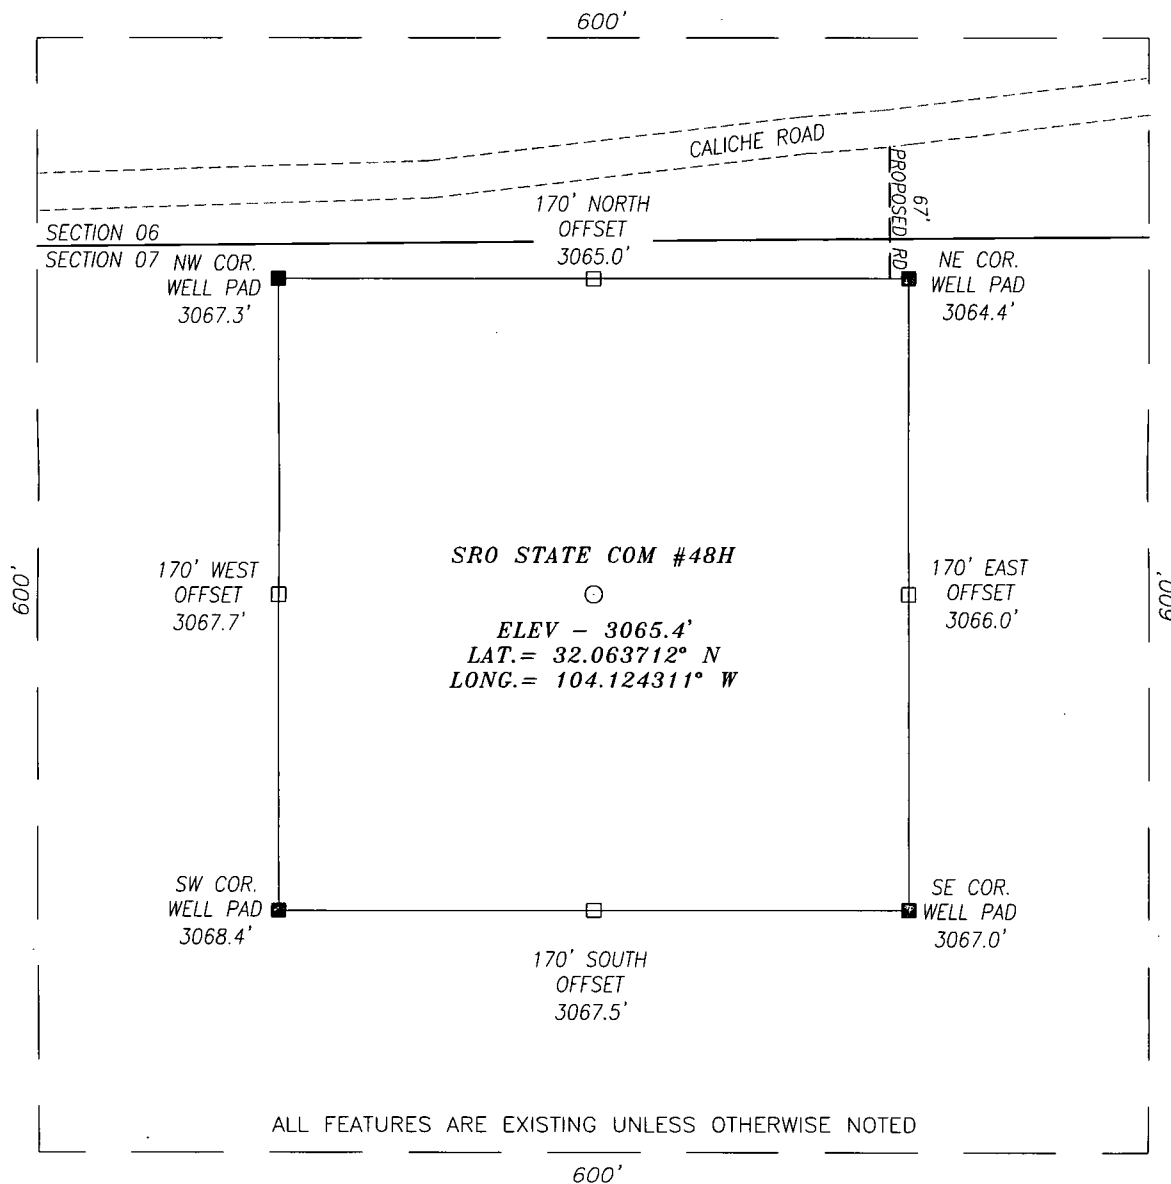 600'
CALICHE ROAD
67'
PROPOSED RD
170' NORTH
OFFSET
3065.0'
SECTION 06
SECTION 07
NW COR.
WELL PAD
3067.3'
NE COR.
WELL PAD
3064.4'
600'
170' WEST
OFFSET
3067.7'
SRO STATE COM #48H
ELEV - 3065.4'
LAT.= 32.063712° N
LONG.= 104.124311° W
170' EAST
OFFSET
3066.0'
600'
SW COR.
WELL PAD
3068.4'
170' SOUTH
OFFSET
3067.5'
SE COR.
WELL PAD
3067.0'
ALL FEATURES ARE EXISTING UNLESS OTHERWISE NOTED
600'